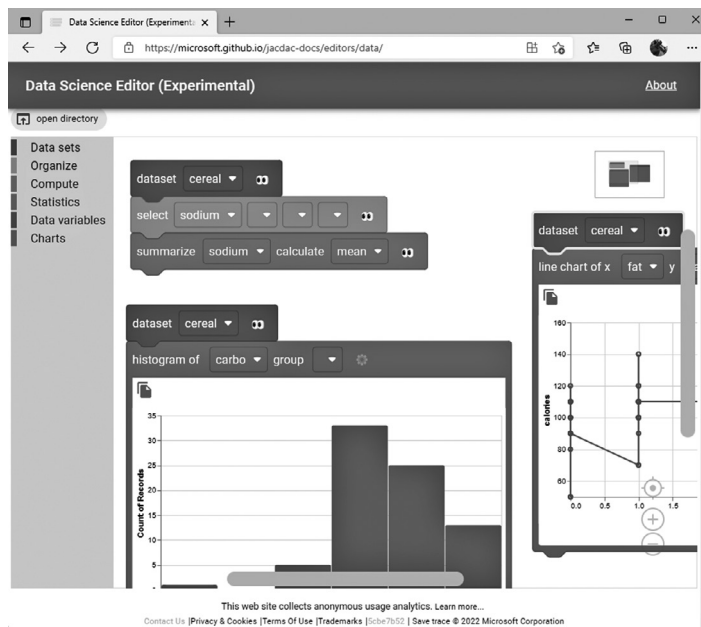 Data Science Editor (Experimenta
https://microsoft.github.io/jacdac-docs/editors/data/
Data Science Editor (Experimental)
About
open directory
Data sets
Organize
Compute
Statistics
Data variables
Charts
dataset cereal
select sodium
summarize sodium calculate mean
dataset cereal
histogram of carbo group
35
30
25
20
15
10
5
Count of Records
dataset cereal
line chart of x fat y
160
140
120
100
80
60
calories
0.0 0.5 1.0 1.5
This web site collects anonymous usage analytics. Learn more...
Contact Us |Privacy & Cookies |Terms Of Use |Trademarks |5cbe7b52 | Save trace © 2022 Microsoft Corporation